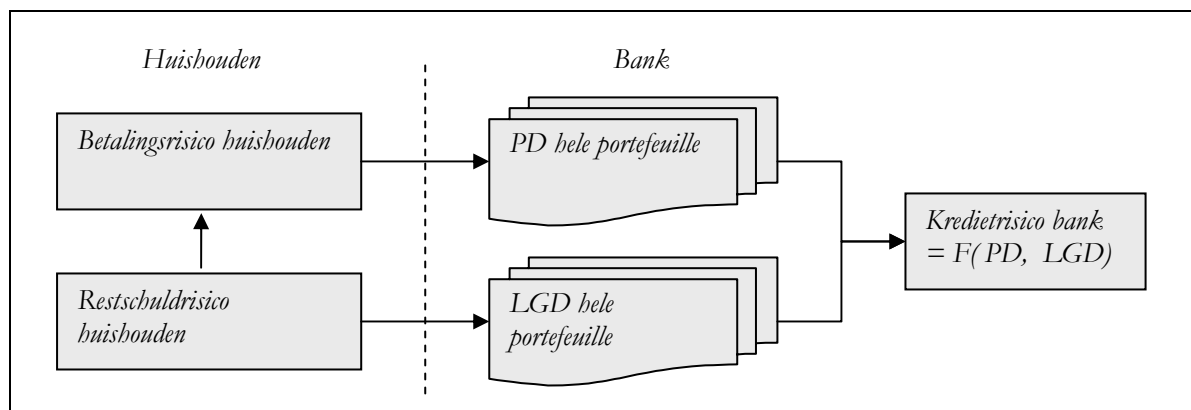 Huishouden
Bank
Betalingsrisico huishouden
PD hele portefeuille
Kredietrisico bank
= F( PD, LGD)
Restschuldrisico
huishouden
LGD hele
portefeuille